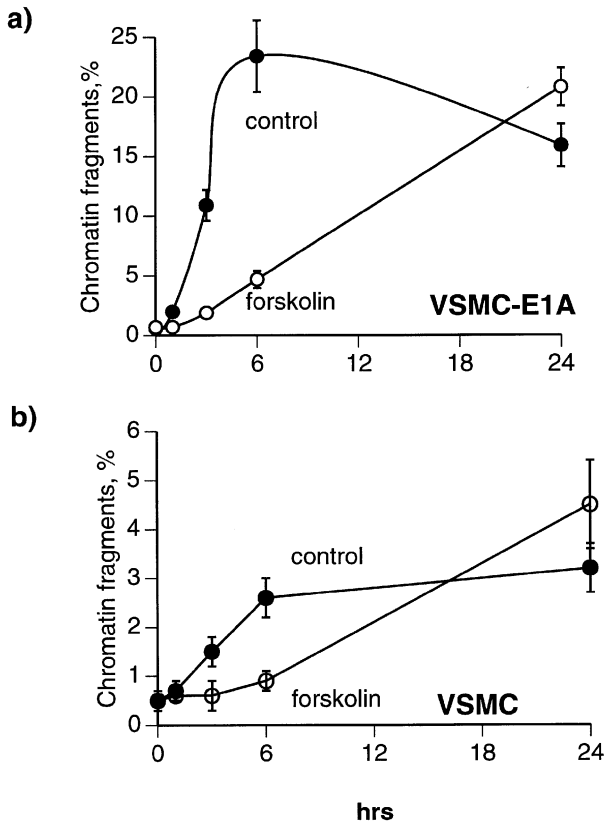 a)
Chromatin fragments,%
25
20
15
10
5
0
control
forskolin
VSMC-E1A
0 6 12 18 24
b)
Chromatin fragments, %
6
5
4
3
2
1
0
control
forskolin
VSMC
0 6 12 18 24
hrs